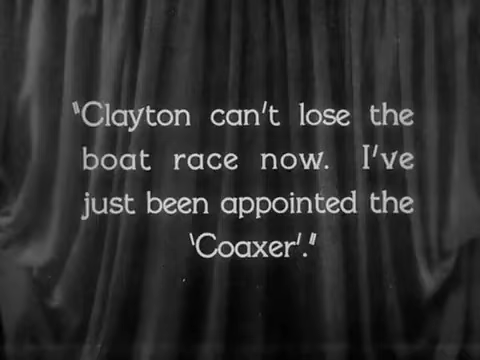 "Clayton can't lose the
boat race now. I've
just been appointed the
'Coaxer'."